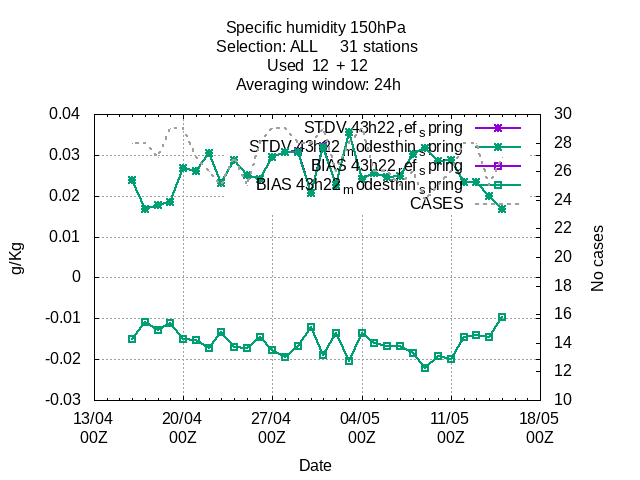 Specific humidity 150hPa
Selection: ALL 31 stations
Used 12 + 12
Averaging window: 24h
0.04
0.03
0.02
0.01
0
-0.01
-0.02
-0.03
g/Kg
30
28
26
24
22
20
18
16
14
12
10
No cases
STDV 43h22_ref_spring
STDV 43h22_modesthin_spring
BIAS 43h22_ref_spring
BIAS 43h22_modesthin_spring
CASES
13/04 20/04 27/04 04/05 11/05 18/05
00Z 00Z 00Z 00Z 00Z 00Z
Date